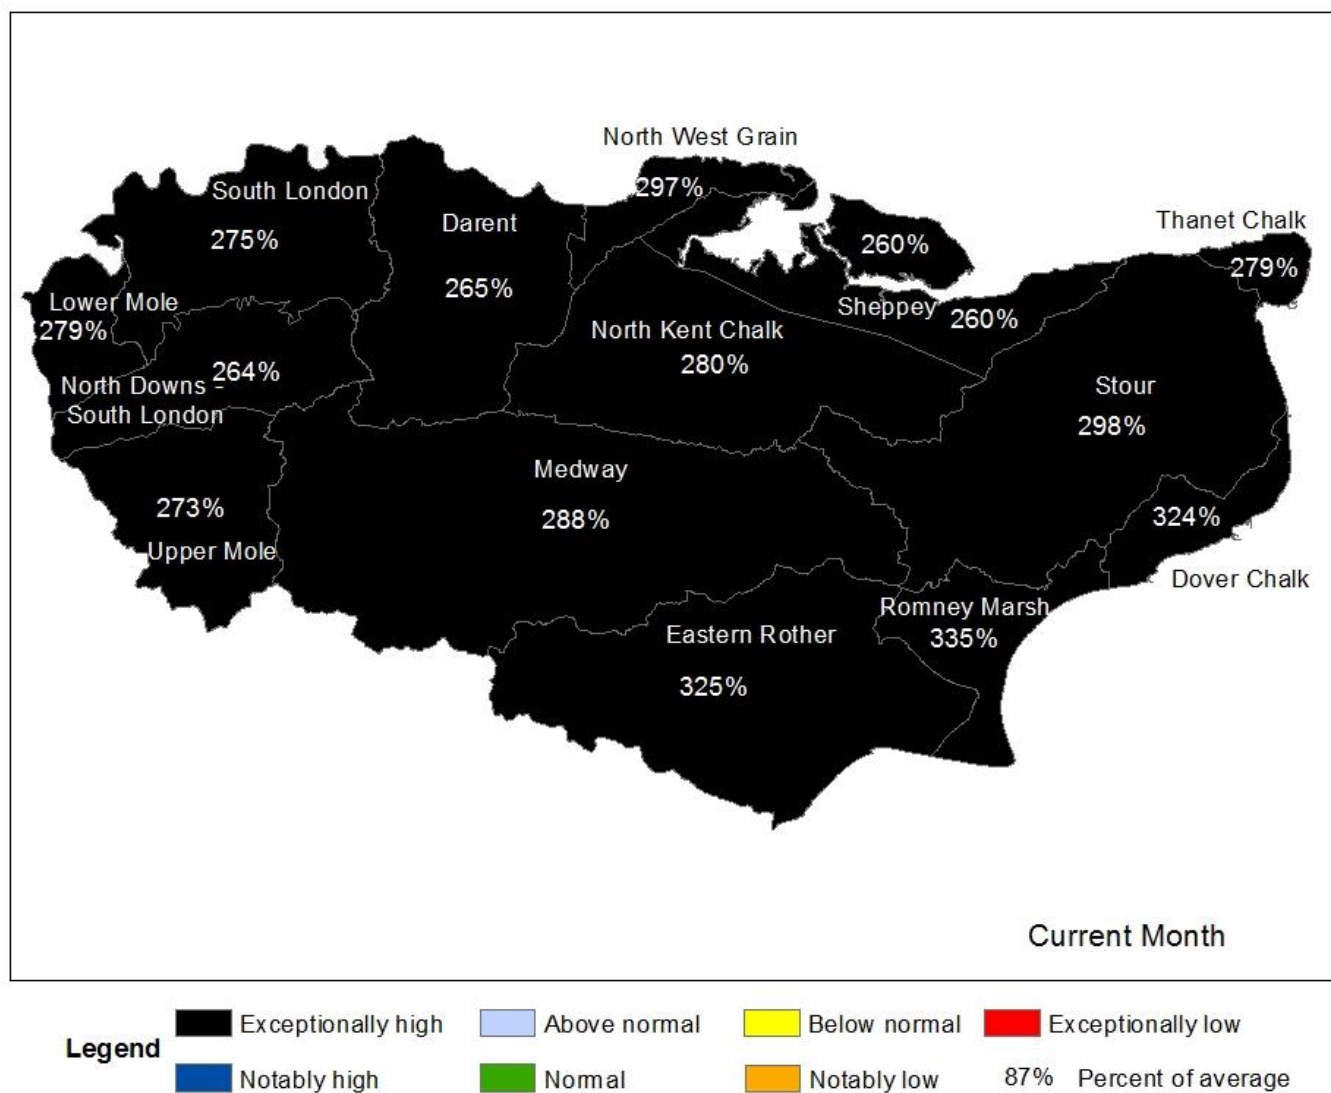 North West Grain
South London
297%
Thanet Chalk
Darent
275%
260%
279%
265%
Lower Mole
279%
Sheppey
260%
North Kent Chalk
280%
264%
North Downs -
South London
Stour
298%
Medway
288%
273%
Upper Mole
324%
Dover Chalk
Romney Marsh
335%
Eastern Rother
325%
Current Month
Legend
Exceptionally high
Above normal
Below normal
Exceptionally low
Notably high
Normal
Notably low
87% Percent of average